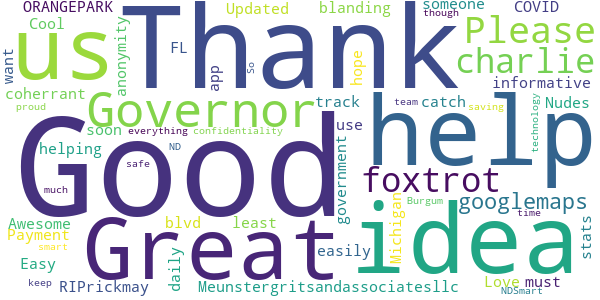 ORANGEPARK Thank Updated blanding someone COVID
Cool us anonymity FL though Please
want app So hope charlie
coherrant informative
proud Governor track team catch saving Nudes
soon everything confidentiality use help technology
helping Good ND government
safe foxtrot
much googlemaps
Awesome Great blvd least Michigan Burgum time stats
Payment idea
smart easily
Easy daily
keep RIPrickmay Meunstergritsandassociatesllc Love must
NDSmart